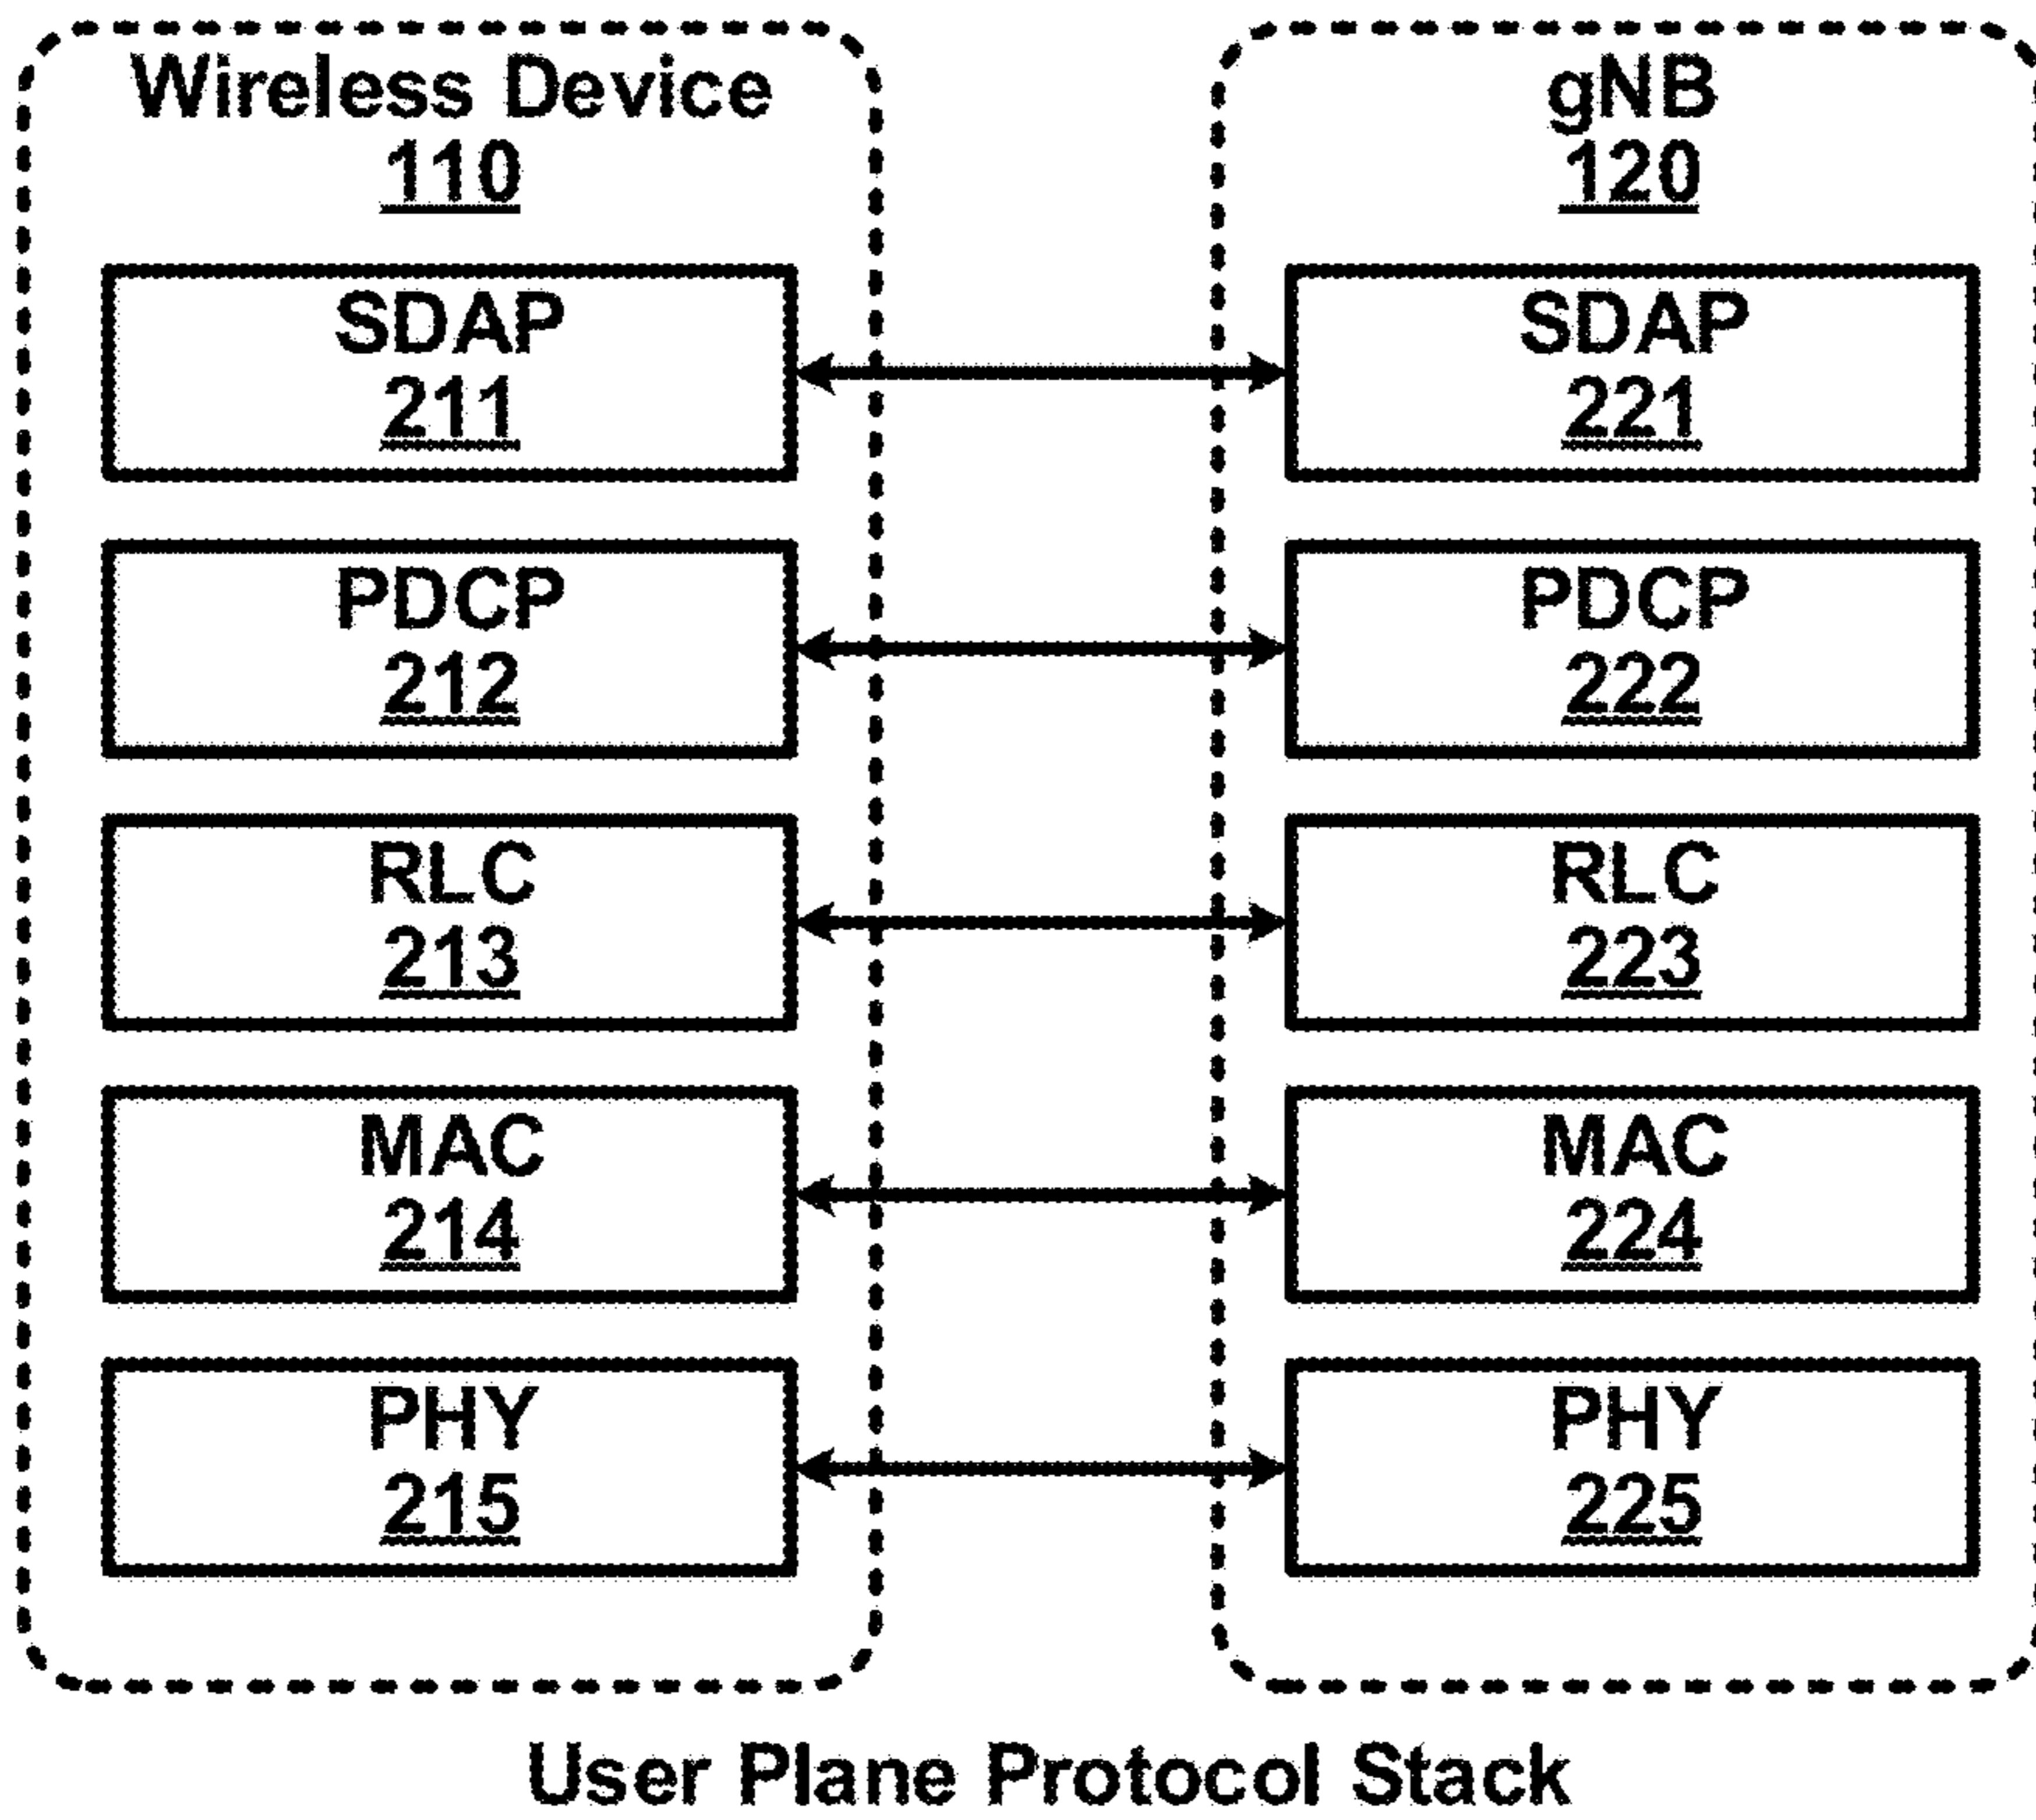 Wireless Device
110
gNB
120
SDAP
211
SDAP
221
PDCP
212
PDCP
222
RLC
213
RLC
223
MAC
214
MAC
224
PHY
215
PHY
225
User Plane Protocol Stack